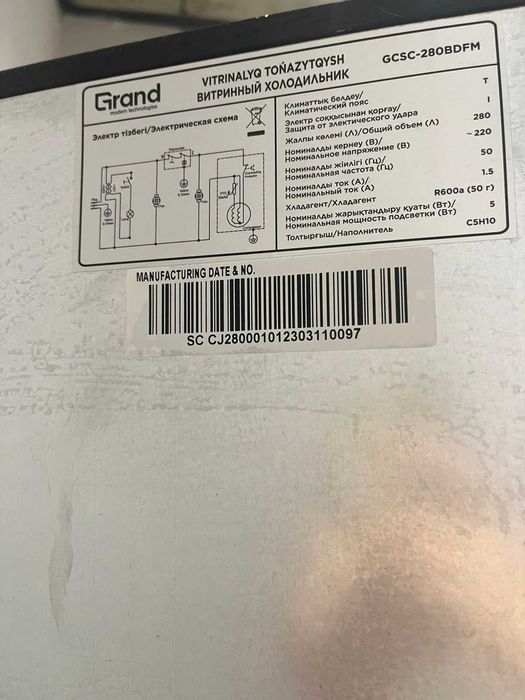 Grand
modern technologies
VITRINALYQ TOŃAZYTQYSH
ВИТРИННЫЙ ХОЛОДИЛЬНИК
GCSC-280BDFM
Электр тізбегі/Электрическая схема
Климаттық белдеу/
Климатический пояс
T
Электр соққысынан қорғау/
Защита от электрического удара
I
Жалпы көлемі (Л)/Общий объем (Л)
280
Номиналды кернеу (В)/
Номинальное напряжение (В)
~220
Номиналды жиілігі (Гц)/
Номинальная частота (Гц)
50
Номиналды ток (А)/
Номинальный ток (А)
1.5
Хладагент/Хладагент
R600a (50 г)
Номиналды жарықтандыру қуаты (Вт)/
Номинальная мощность подсветки (Вт)
5
Толтырғыш/Наполнитель
C5H10
MANUFACTURING DATE & NO.
SC CJ280001012303110097